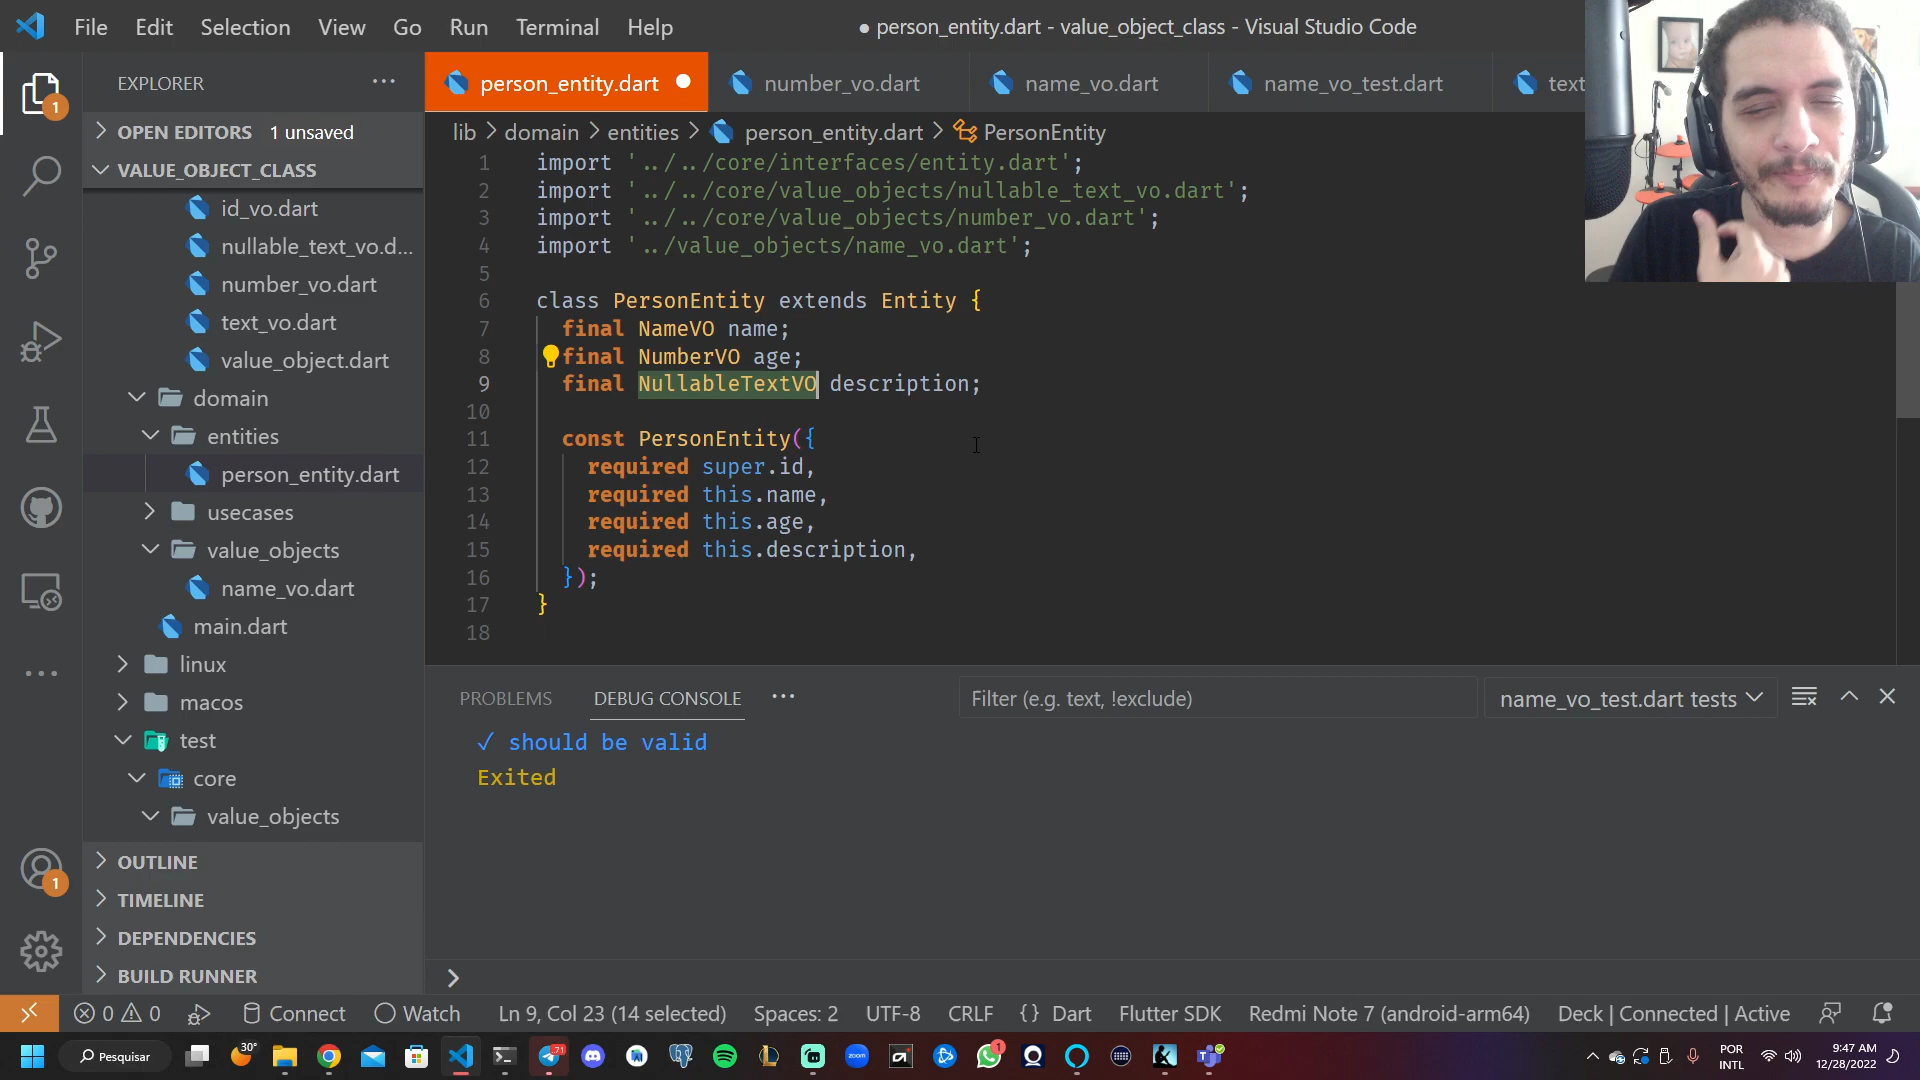 File Edit Selection View Go Run Terminal Help
● person_entity.dart - value_object_class - Visual Studio Code
EXPLORER
OPEN EDITORS 1 unsaved
VALUE_OBJECT_CLASS
id_vo.dart
nullable_text_vo.d...
number_vo.dart
text_vo.dart
value_object.dart
domain
entities
person_entity.dart
usecases
value_objects
name_vo.dart
main.dart
linux
macos
test
core
value_objects
OUTLINE
TIMELINE
DEPENDENCIES
BUILD RUNNER
1
1
person_entity.dart number_vo.dart name_vo.dart name_vo_test.dart text
lib > domain > entities > person_entity.dart > PersonEntity
1 import '../../core/interfaces/entity.dart';
2 import '../../core/value_objects/nullable_text_vo.dart';
3 import '../../core/value_objects/number_vo.dart';
4 import '../value_objects/name_vo.dart';
5
6 class PersonEntity extends Entity {
7 final NameVO name;
8 final NumberVO age;
9 final NullableTextVO description;
10
11 const PersonEntity({
12 required super.id,
13 required this.name,
14 required this.age,
15 required this.description,
16 });
17 }
18
PROBLEMS DEBUG CONSOLE ... Filter (e.g. text, !exclude) name_vo_test.dart tests
✓ should be valid
Exited
0 0 Connect Watch Ln 9, Col 23 (14 selected) Spaces: 2 UTF-8 CRLF {} Dart Flutter SDK Redmi Note 7 (android-arm64) Deck | Connected | Active
Pesquisar 30° 71 zoom 1 POR INTL 9:47 AM 12/28/2022